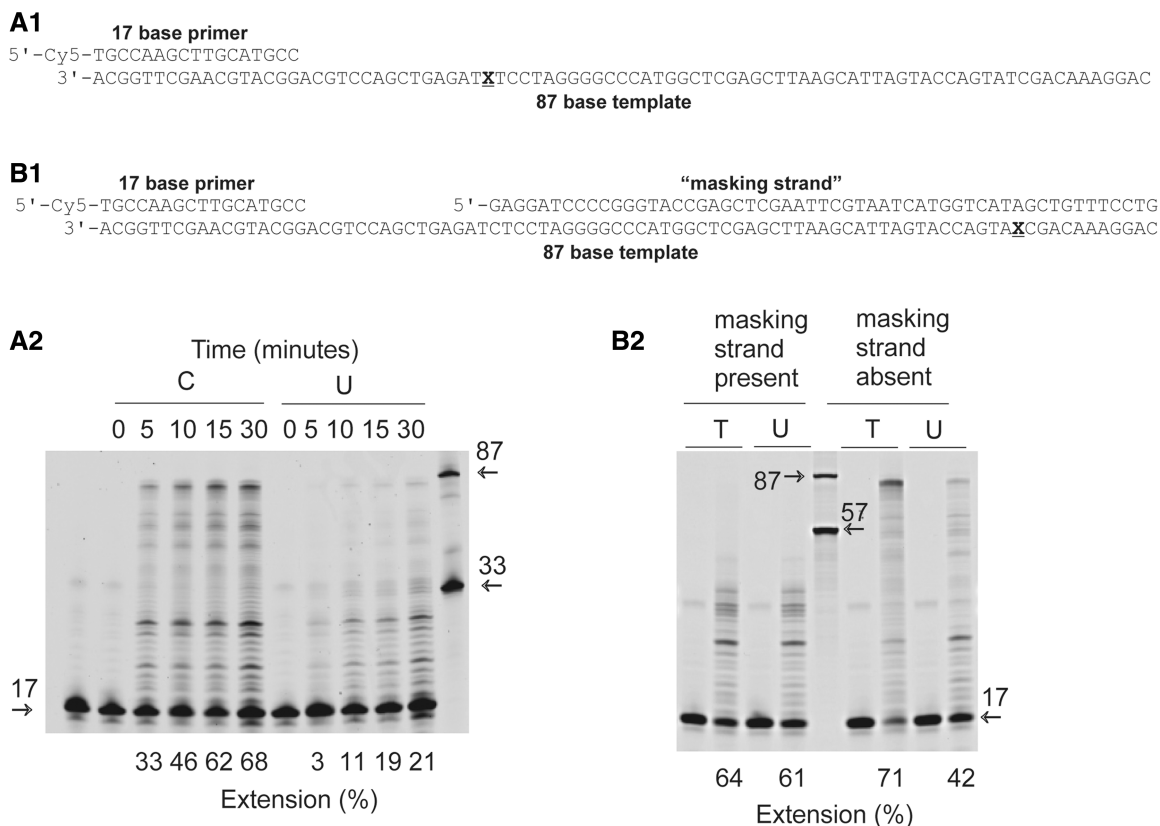 A1
17 base primer
5'-Cy5-TGCCAAGCTTGCATGCC
3'-ACGGTTCGAACGTACGGACGTCCAGCTGAGATXTCCTAGGGGCCCATGGCTCGAGCTTAAGCATTAGTACCAGTATCGACAAAGGAC
87 base template
B1
17 base primer “masking strand”
5'-Cy5-TGCCAAGCTTGCATGCC 5'-GAGGATCCCCGGGTACCGAGCTCGAATTCGTAATCATGGTCATAGCTGTTTCCTG
3'-ACGGTTCGAACGTACGGACGTCCAGCTGAGATCTCCTAGGGGCCCATGGCTCGAGCTTAAGCATTAGTACCAGTAXCGACAAAGGAC
87 base template
A2
Time (minutes)
C U
0 5 10 15 30 0 5 10 15 30
87
33
17
33 46 62 68 3 11 19 21
Extension (%)
B2
masking strand present
masking strand absent
T U T U
87
57
17
64 61 71 42
Extension (%)